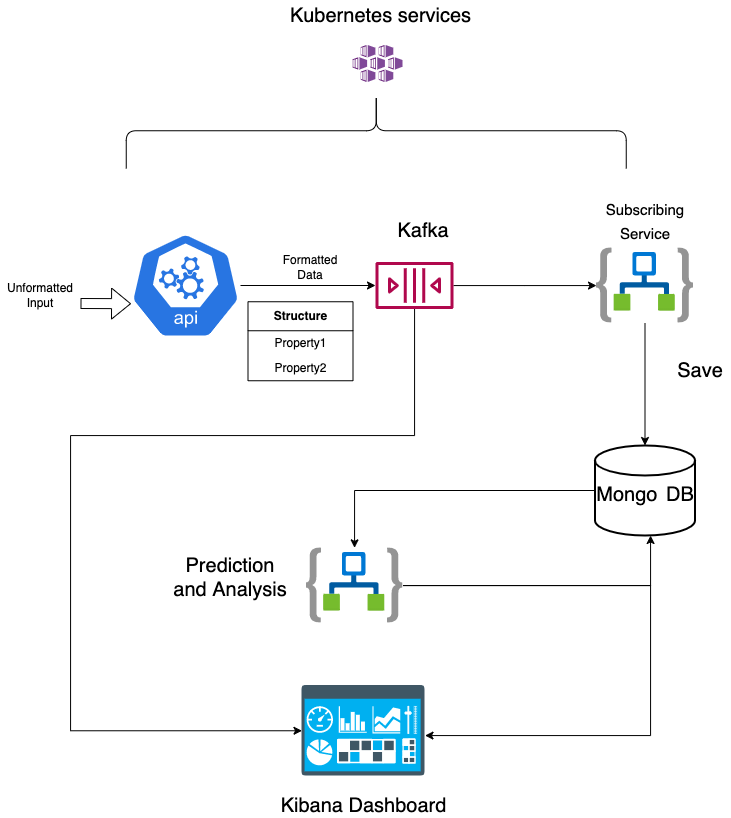 Kubernetes services
Subscribing
Service
Kafka
Formatted
Data
Unformatted
Input
api
Structure
Property1
Property2
Save
Mongo DB
Prediction
and Analysis
Kibana Dashboard